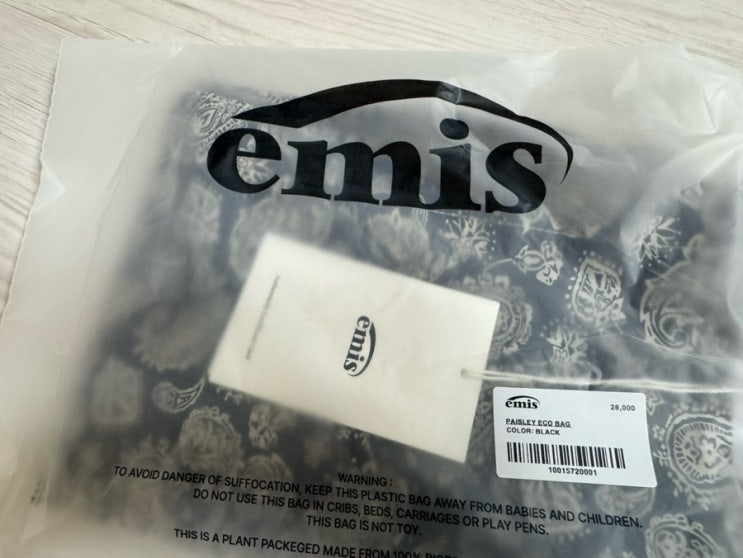 emis
emis
emis
28,000
PAISLEY ECO BAG
COLOR: BLACK
10015720001
WARNING :
TO AVOID DANGER OF SUFFOCATION, KEEP THIS PLASTIC BAG AWAY FROM BABIES AND CHILDREN.
DO NOT USE THIS BAG IN CRIBS, BEDS, CARRIAGES OR PLAY PENS.
THIS BAG IS NOT TOY.
THIS IS A PLANT PACKEGED MADE FROM 100%